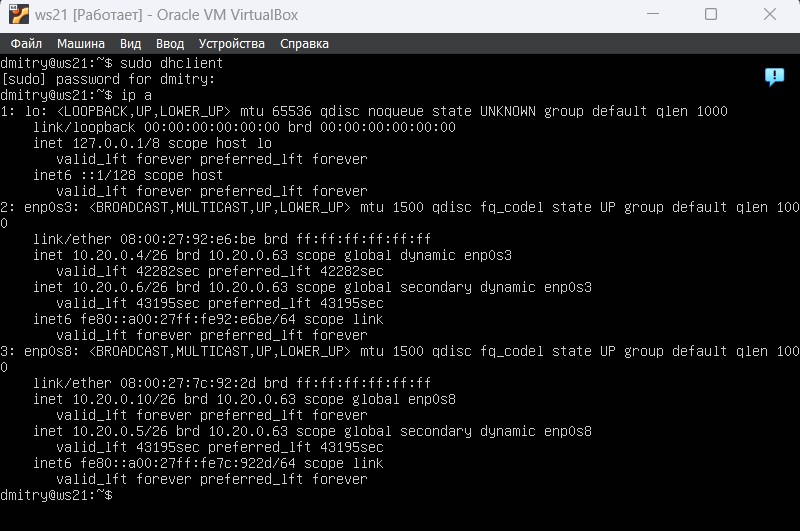 ws21 [Работает] - Oracle VM VirtualBox
Файл Машина Вид Ввод Устройства Справка
dmitry@ws21:~$ sudo dhclient
[sudo] password for dmitry:
dmitry@ws21:~$ ip a
1: lo: <LOOPBACK,UP,LOWER_UP> mtu 65536 qdisc noqueue state UNKNOWN group default qlen 1000
    link/loopback 00:00:00:00:00:00 brd 00:00:00:00:00:00
    inet 127.0.0.1/8 scope host lo
       valid_lft forever preferred_lft forever
    inet6 ::1/128 scope host
       valid_lft forever preferred_lft forever
2: enp0s3: <BROADCAST,MULTICAST,UP,LOWER_UP> mtu 1500 qdisc fq_codel state UP group default qlen 100
0
    link/ether 08:00:27:92:e6:be brd ff:ff:ff:ff:ff:ff
    inet 10.20.0.4/26 brd 10.20.0.63 scope global dynamic enp0s3
       valid_lft 42282sec preferred_lft 42282sec
    inet 10.20.0.6/26 brd 10.20.0.63 scope global secondary dynamic enp0s3
       valid_lft 43195sec preferred_lft 43195sec
    inet6 fe80::a00:27ff:fe92:e6be/64 scope link
       valid_lft forever preferred_lft forever
3: enp0s8: <BROADCAST,MULTICAST,UP,LOWER_UP> mtu 1500 qdisc fq_codel state UP group default qlen 100
0
    link/ether 08:00:27:7c:92:2d brd ff:ff:ff:ff:ff:ff
    inet 10.20.0.10/26 brd 10.20.0.63 scope global enp0s8
       valid_lft forever preferred_lft forever
    inet 10.20.0.5/26 brd 10.20.0.63 scope global secondary dynamic enp0s8
       valid_lft 43195sec preferred_lft 43195sec
    inet6 fe80::a00:27ff:fe7c:922d/64 scope link
       valid_lft forever preferred_lft forever
dmitry@ws21:~$